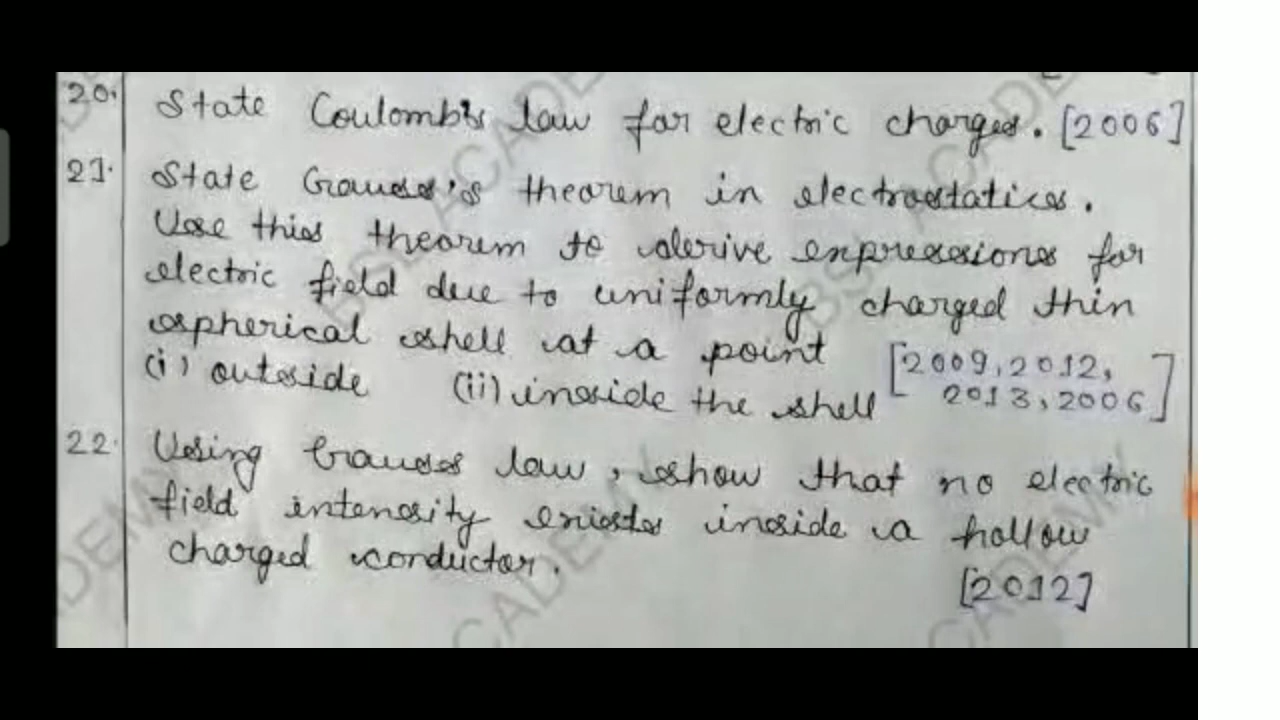 20. State Coulomb's law for electric charges. [2006]
21. State Gauss's theorem in electrostatics.
Use this theorem to derive expressions for
electric field due to uniformly charged thin
spherical shell at a point [2009, 2012,
(i) outside (ii) inside the shell 2013, 2006]
22. Using Gauss law, show that no electric
field intensity exists inside a hollow
charged conductor.
[2012]